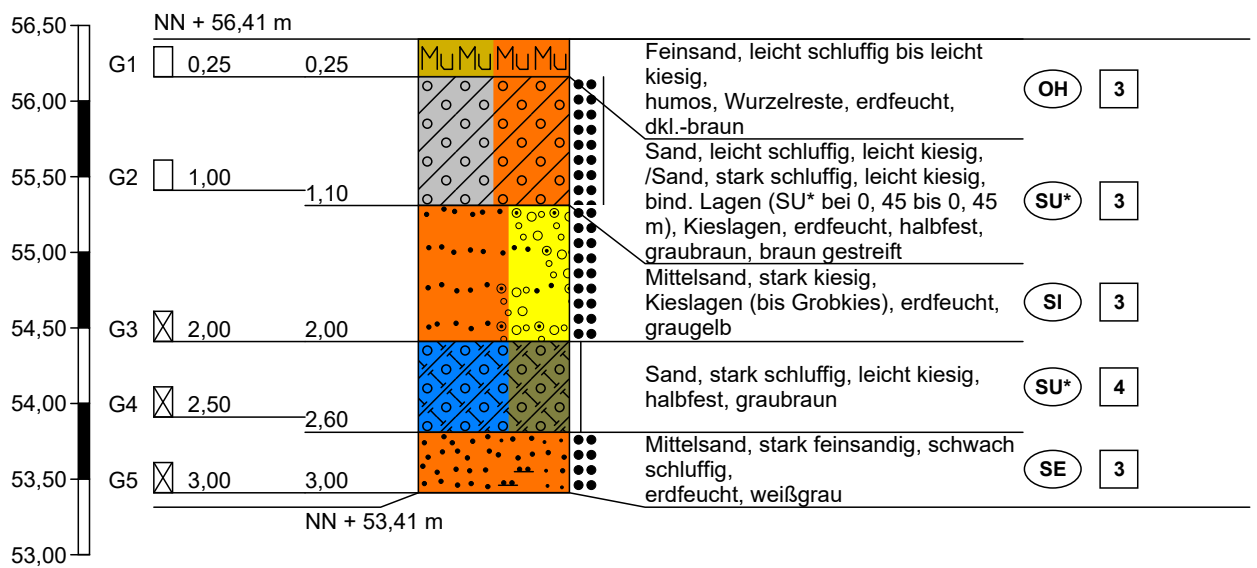 56,50
NN + 56,41 m
G1 0,25 0,25
Mu Mu Mu Mu
Feinsand, leicht schluffig bis leicht
kiesig,
humos, Wurzelreste, erdfeucht,
dkl.-braun
OH 3
56,00
55,50
G2 1,00 1,10
Sand, leicht schluffig, leicht kiesig,
/Sand, stark schluffig, leicht kiesig,
bind. Lagen (SU* bei 0, 45 bis 0, 45
m), Kieslagen, erdfeucht, halbfest,
graubraun, braun gestreift
SU* 3
55,00
54,50
G3 2,00 2,00
Mittelsand, stark kiesig,
Kieslagen (bis Grobkies), erdfeucht,
graugelb
SI 3
54,00
G4 2,50 2,60
Sand, stark schluffig, leicht kiesig,
halbfest, graubraun
SU* 4
53,50
G5 3,00 3,00
Mittelsand, stark feinsandig, schwach
schluffig,
erdfeucht, weißgrau
SE 3
NN + 53,41 m
53,00